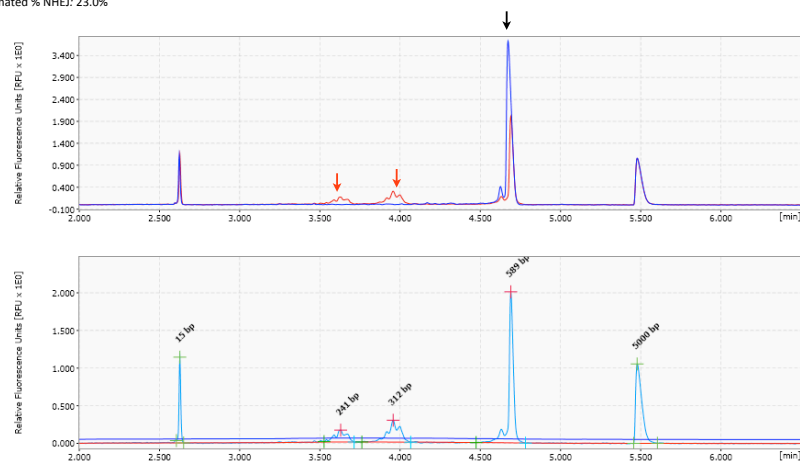 mated % NHEJ: 23.0%
Relative Fluorescence Units [RFU x 1E0]
3.400
2.900
2.400
1.900
1.400
0.900
0.400
-0.100
2.000 2.500 3.000 3.500 4.000 4.500 5.000 5.500 6.000 [min]
Relative Fluorescence Units [RFU x 1E0]
2.000
1.500
1.000
0.500
0.000
15 bp
241 bp
312 bp
589 bp
5000 bp
2.000 2.500 3.000 3.500 4.000 4.500 5.000 5.500 6.000 [min]